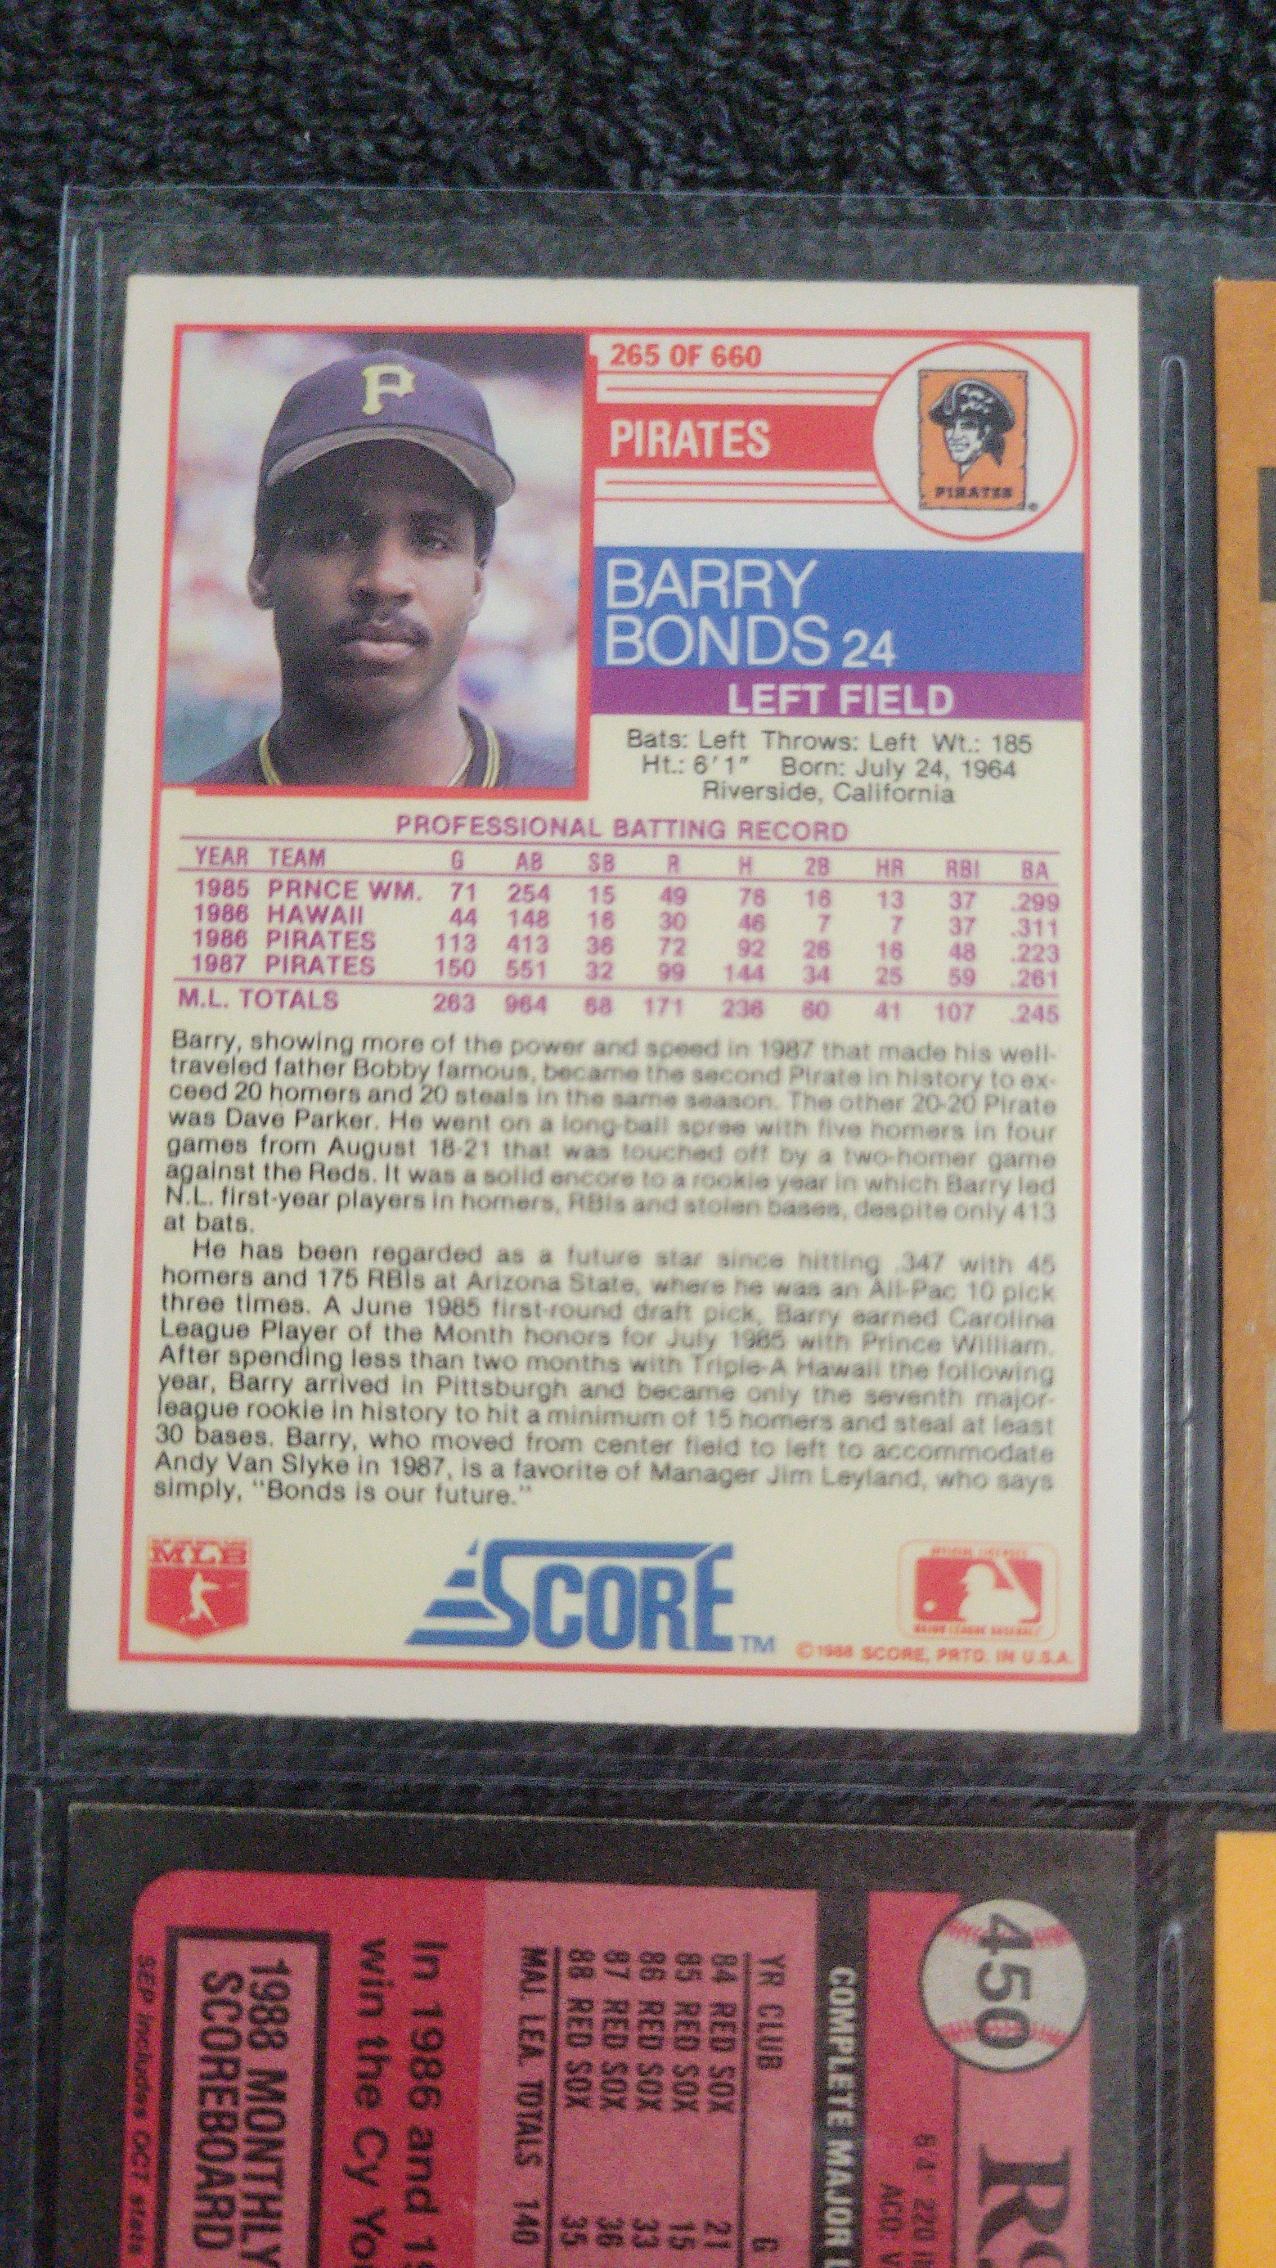 265 OF 660
PIRATES
PIRATES
BARRY
BONDS 24
LEFT FIELD
Bats: Left Throws: Left Wt.: 185
Ht.: 6'1" Born: July 24, 1964
Riverside, California
PROFESSIONAL BATTING RECORD
YEAR TEAM G AB SB R H 2B HR RBI BA
1985 PRNCE WM. 71 254 15 49 76 16 13 37 .299
1986 HAWAII 44 148 16 30 46 7 7 37 .311
1986 PIRATES 113 413 36 72 92 26 16 48 .223
1987 PIRATES 150 551 32 99 144 34 25 59 .261
M.L. TOTALS 263 964 68 171 236 60 41 107 .245
Barry, showing more of the power and speed in 1987 that made his well-
traveled father Bobby famous, became the second Pirate in history to ex-
ceed 20 homers and 20 steals in the same season. The other 20-20 Pirate
was Dave Parker. He went on a long-ball spree with five homers in four
games from August 18-21 that was touched off by a two-homer game
against the Reds. It was a solid encore to a rookie year in which Barry led
N.L. first-year players in homers, RBIs and stolen bases, despite only 413
at bats.
He has been regarded as a future star since hitting .347 with 45
homers and 175 RBIs at Arizona State, where he was an All-Pac 10 pick
three times. A June 1985 first-round draft pick, Barry earned Carolina
League Player of the Month honors for July 1985 with Prince William.
After spending less than two months with Triple-A Hawaii the following
year, Barry arrived in Pittsburgh and became only the seventh major-
league rookie in history to hit a minimum of 15 homers and steal at least
30 bases. Barry, who moved from center field to left to accommodate
Andy Van Slyke in 1987, is a favorite of Manager Jim Leyland, who says
simply, "Bonds is our future."
MLB
SCORE™
©1988 SCORE, PRTD. IN U.S.A.
450
COMPLETE MAJOR
YR CLUB G
84 RED SOX 21
85 RED SOX 15
86 RED SOX 33
87 RED SOX 36
88 RED SOX 35
MAJ. LEA. TOTALS 140
In 1986 and
win the Cy
1988 MONTHLY
SCOREBOARD
SEP includes OCT stats